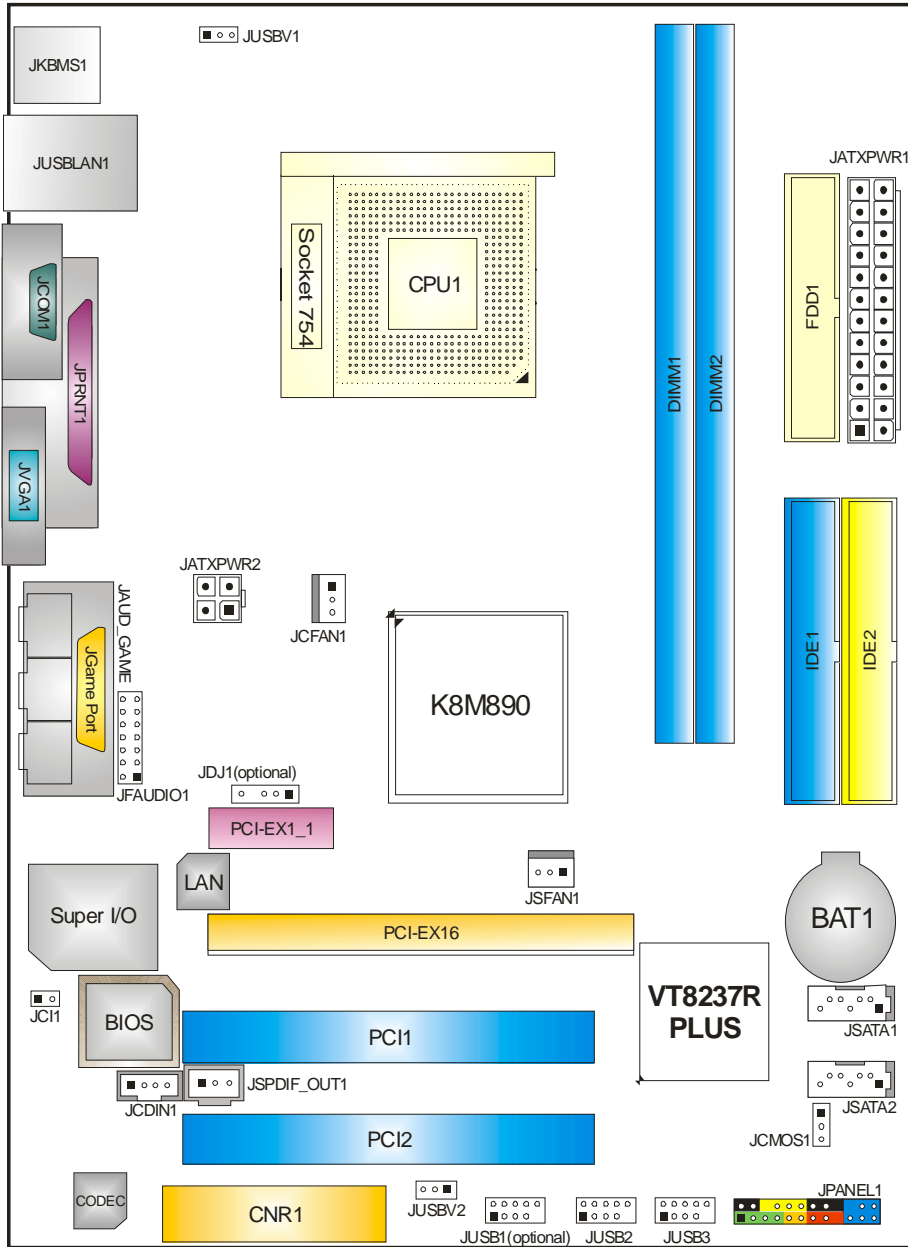 JUSBV1
JKBMS1
JUSBLAN1
JATXPWR1
Socket 754
CPU1
JCOM1
JPRNT1
JVGA1
DIMM1
DIMM2
FDD1
JATXPWR2
JCFAN1
JAUD_GAME
JGame Port
JFAUDIO1
K8M890
IDE1
IDE2
JDJ1(optional)
PCI-EX1_1
LAN
JSFAN1
Super I/O
PCI-EX16
BAT1
VT8237R
PLUS
JCI1
BIOS
PCI1
JSATA1
JCDIN1
JSPDIF_OUT1
JSATA2
JCMOS1
PCI2
CODEC
CNR1
JUSBV2
JUSB1(optional)
JUSB2
JUSB3
JPANEL1